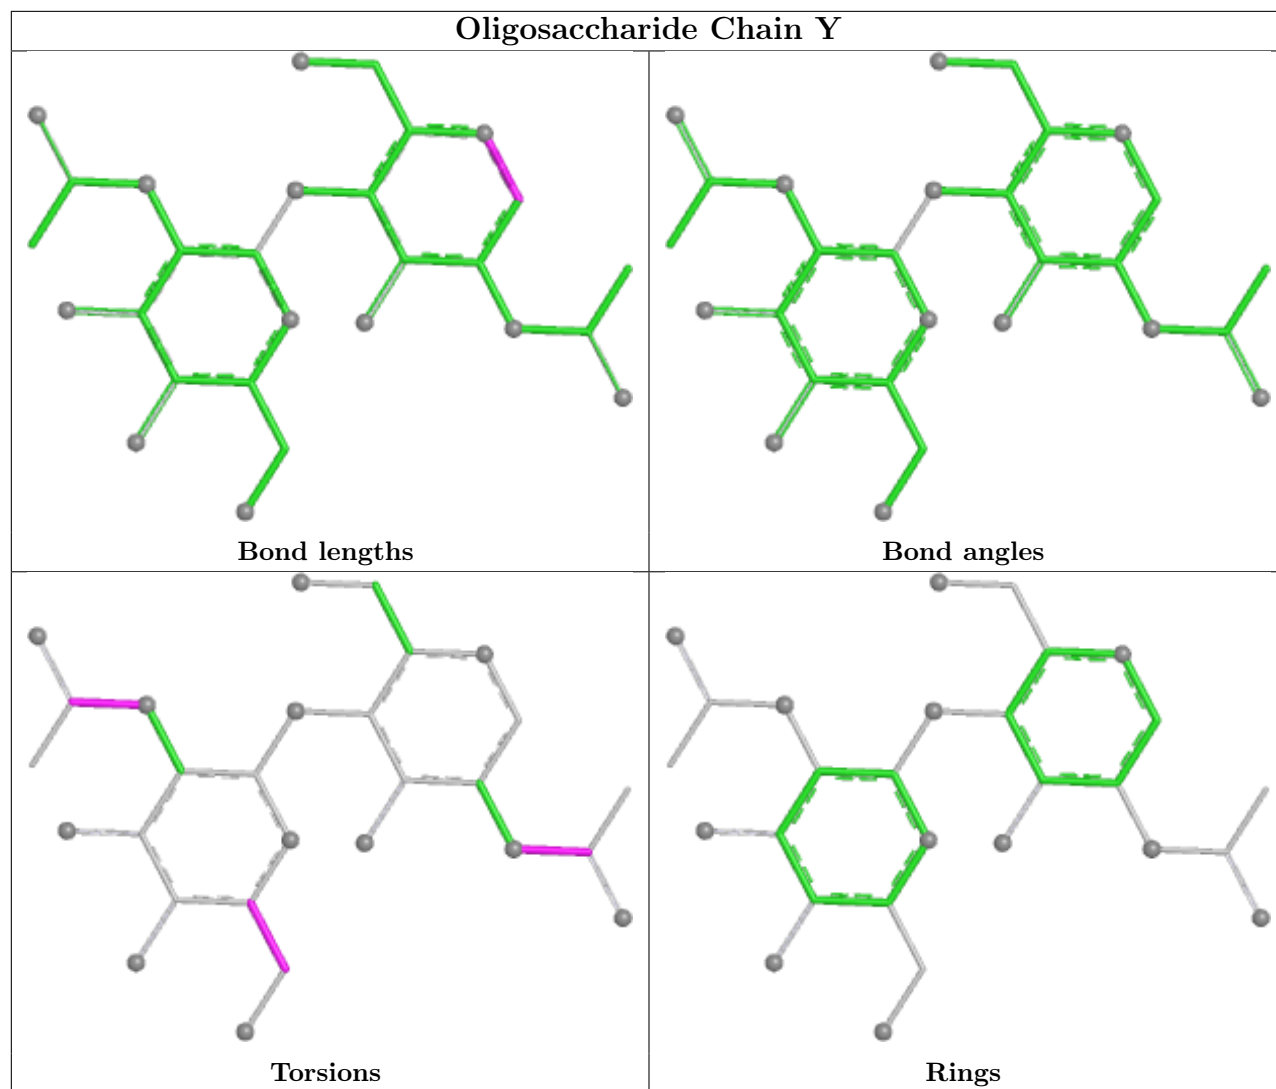 Oligosaccharide Chain Y
Bond lengths
Bond angles
Torsions
Rings